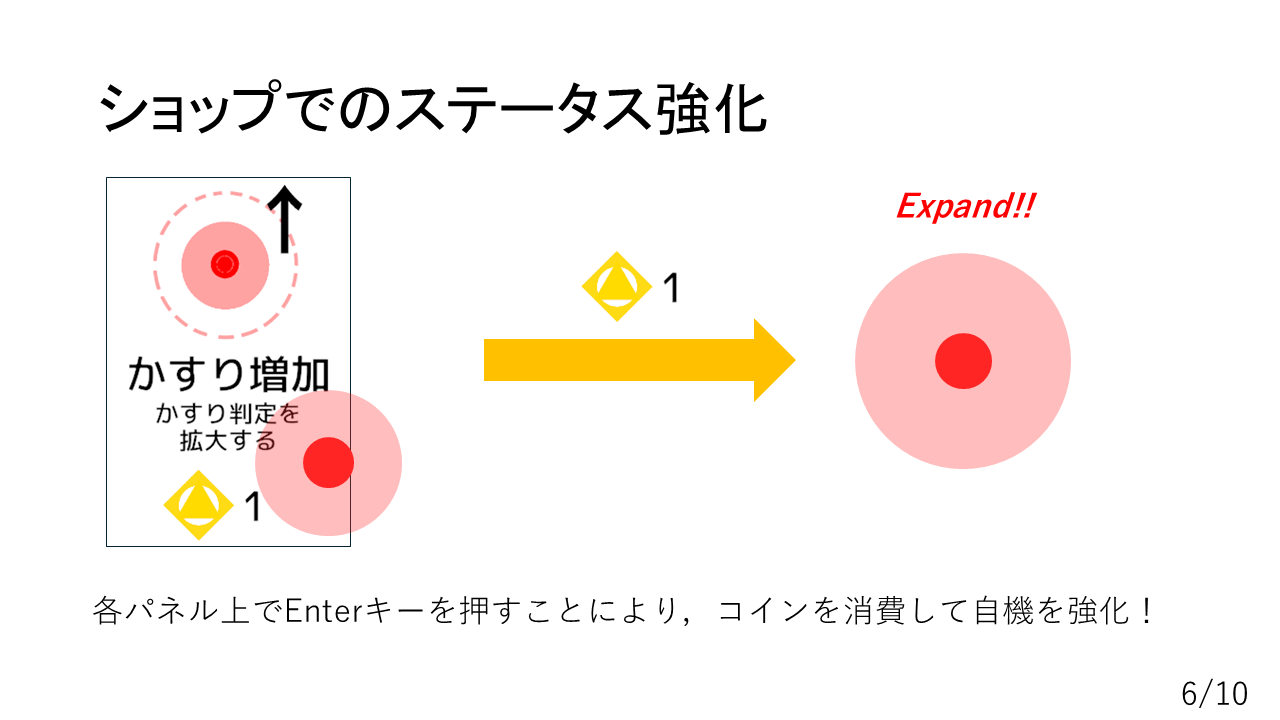 ショップでのステータス強化
Expand!!
1
かすり増加
かすり判定を
拡大する
1
各パネル上でEnterキーを押すことにより，コインを消費して自機を強化！
6/10